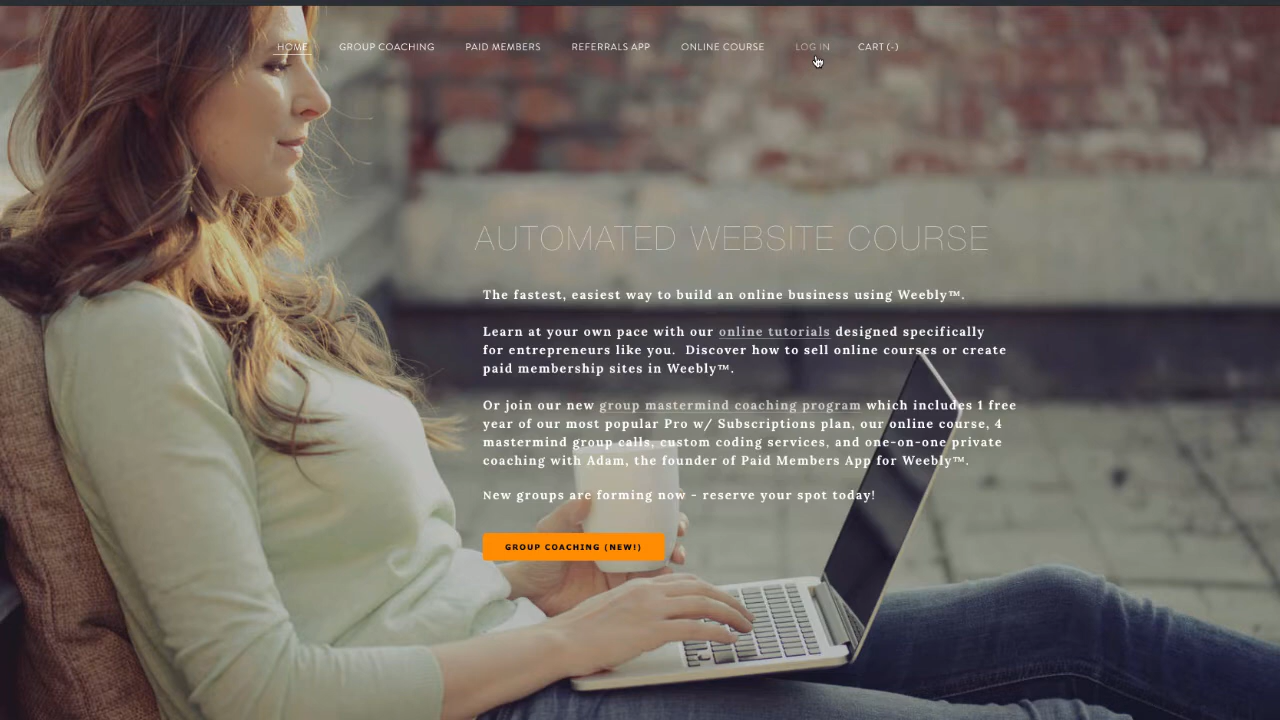 HOME GROUP COACHING PAID MEMBERS REFERRALS APP ONLINE COURSE LOG IN CART (-)
AUTOMATED WEBSITE COURSE
The fastest, easiest way to build an online business using Weebly™.
Learn at your own pace with our online tutorials designed specifically
for entrepreneurs like you. Discover how to sell online courses or create
paid membership sites in Weebly™.
Or join our new group mastermind coaching program which includes 1 free
year of our most popular Pro w/ Subscriptions plan, our online course, 4
mastermind group calls, custom coding services, and one-on-one private
coaching with Adam, the founder of Paid Members App for Weebly™.
New groups are forming now - reserve your spot today!
GROUP COACHING (NEW!)